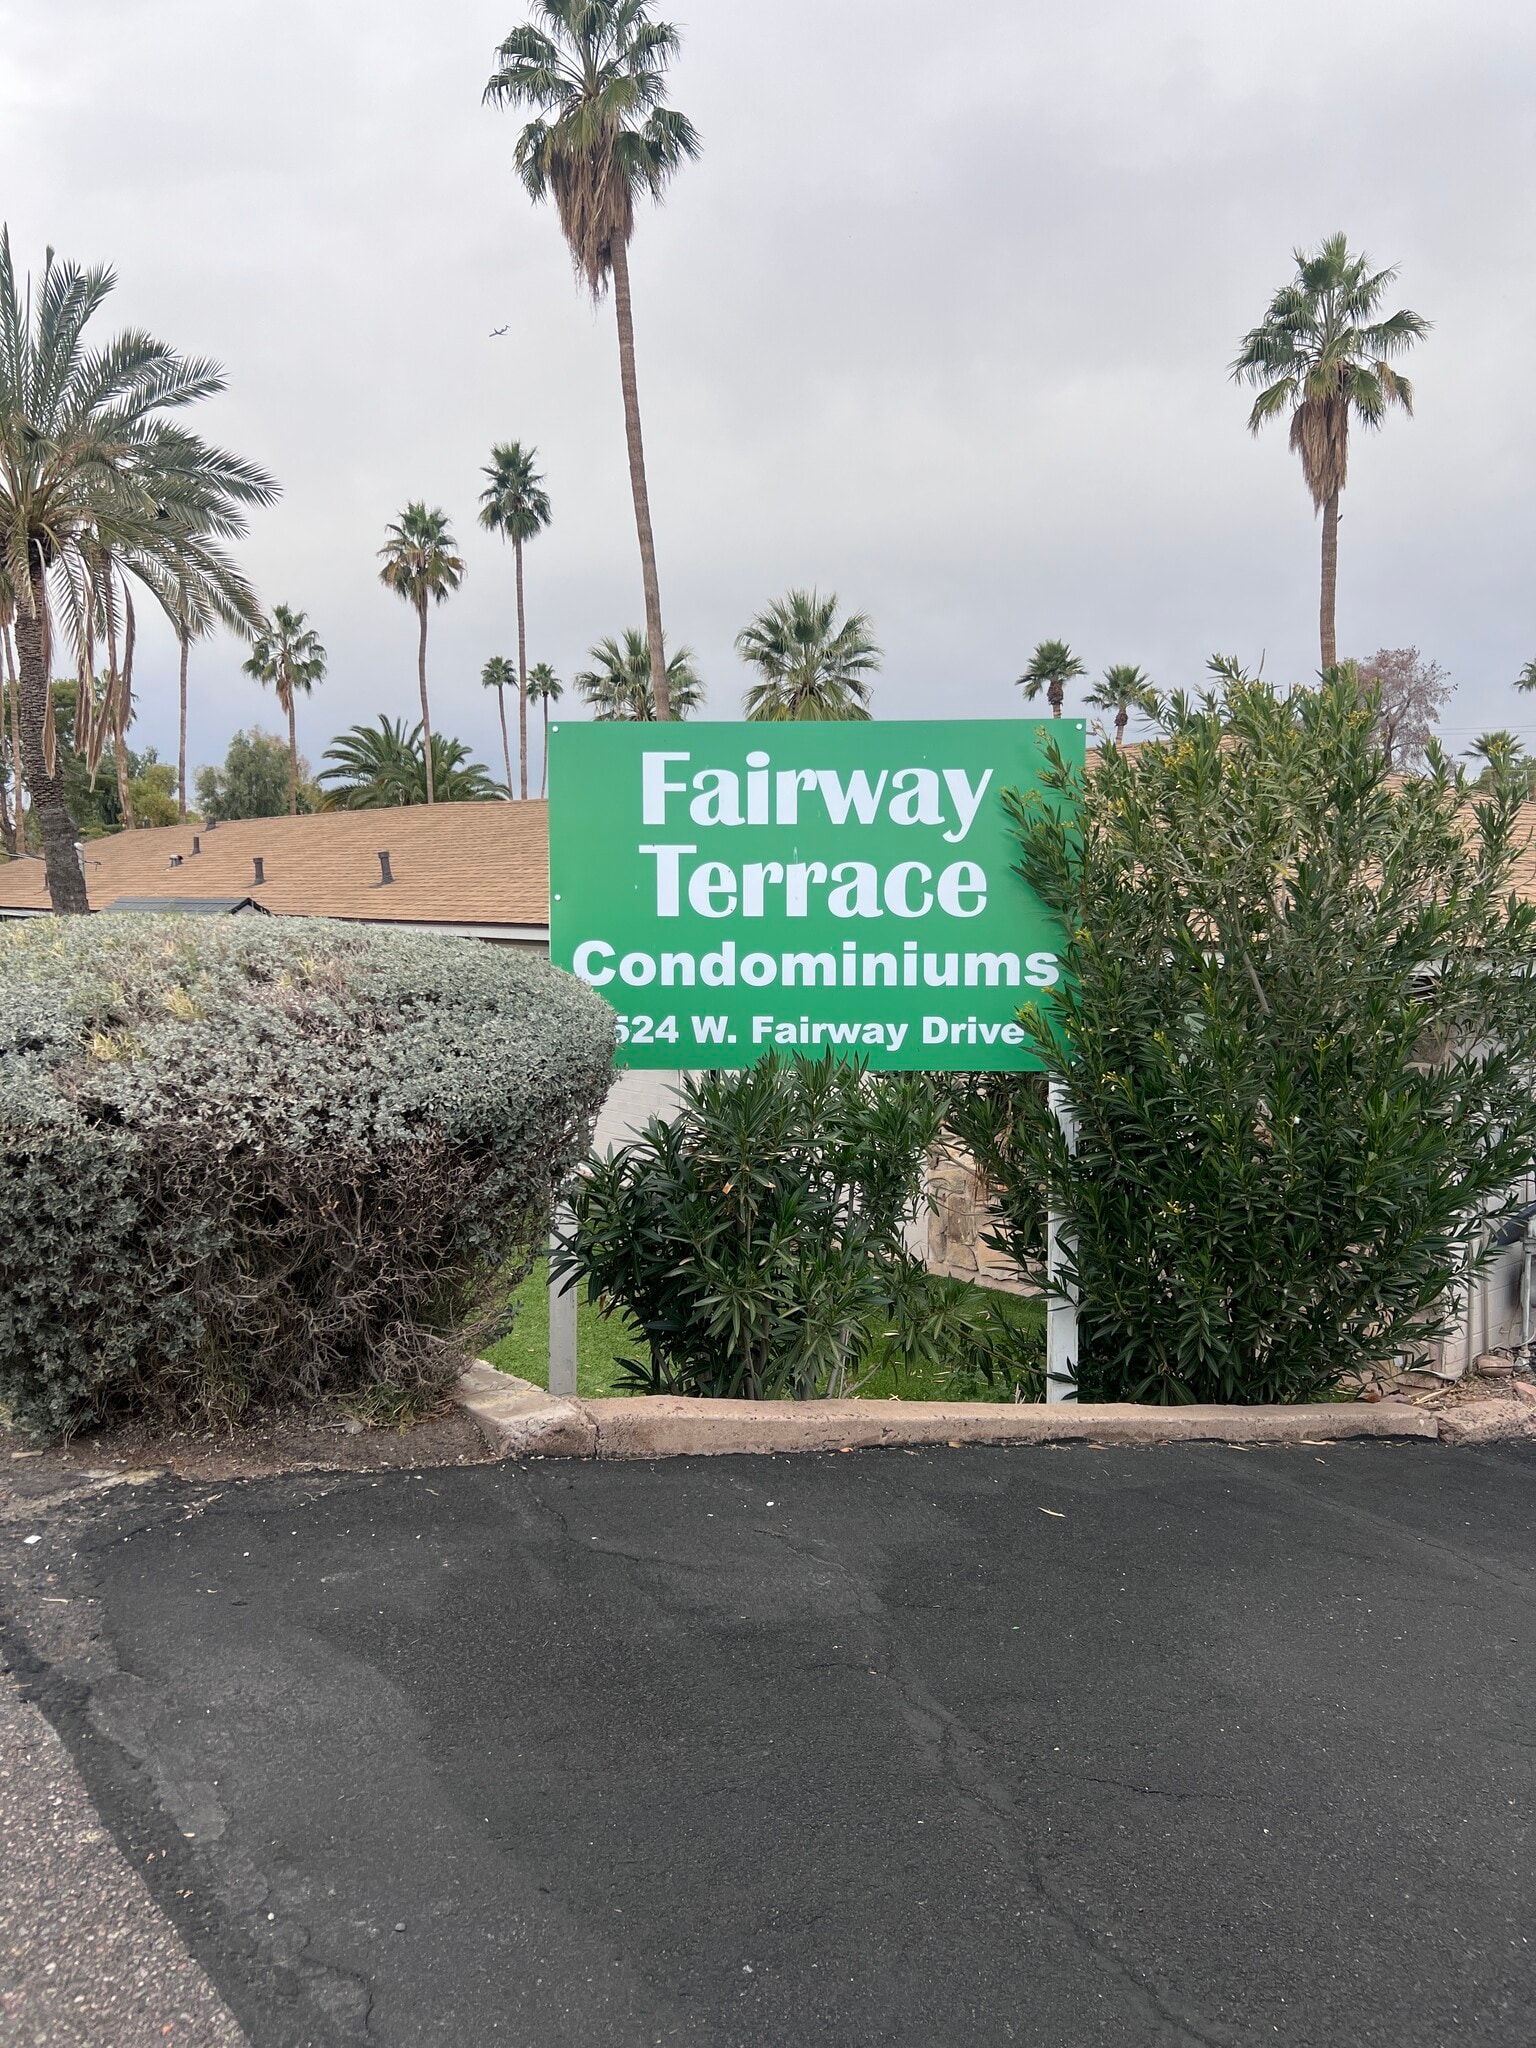 Fairway
Terrace
Condominiums
524 W. Fairway Drive